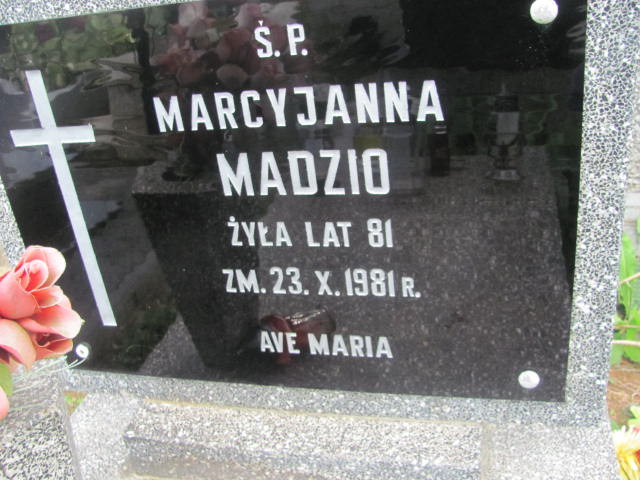 Ś.P.
MARCYJANNA
MADZIO
ŻYŁA LAT 81
ZM. 23. X. 1981 R.
AVE MARIA